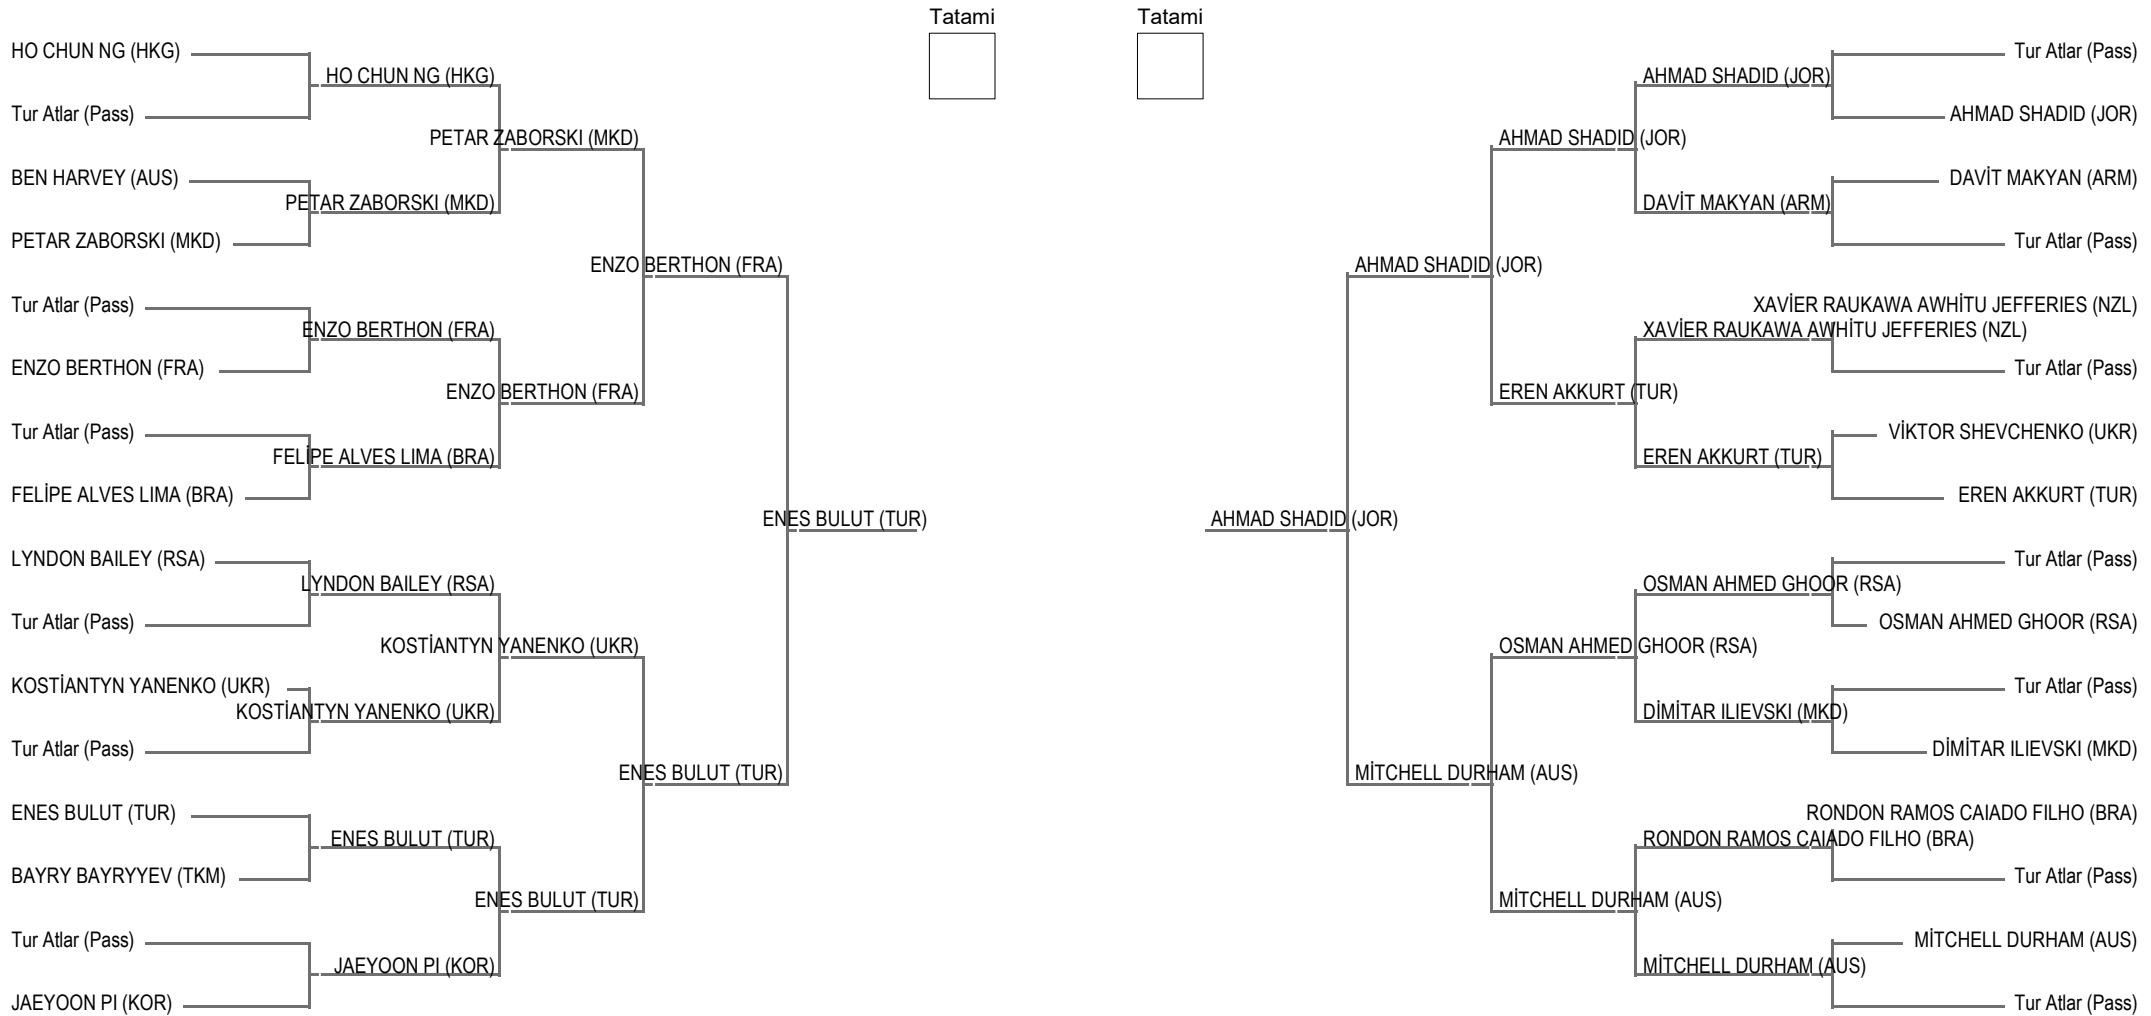 Tatami Tatami
HO CHUN NG (HKG) Tur Atlar (Pass)
HO CHUN NG (HKG) AHMAD SHADID (JOR)
Tur Atlar (Pass) AHMAD SHADID (JOR)
PETAR ZABORSKI (MKD) AHMAD SHADID (JOR)
BEN HARVEY (AUS) DAVİT MAKYAN (ARM)
PETAR ZABORSKI (MKD) DAVİT MAKYAN (ARM)
PETAR ZABORSKI (MKD) Tur Atlar (Pass)
ENZO BERTHON (FRA) AHMAD SHADID (JOR)
Tur Atlar (Pass) XAVİER RAUKAWA AWHİTU JEFFERIES (NZL)
ENZO BERTHON (FRA) XAVİER RAUKAWA AWHİTU JEFFERIES (NZL)
ENZO BERTHON (FRA) Tur Atlar (Pass)
ENZO BERTHON (FRA) EREN AKKURT (TUR)
Tur Atlar (Pass) VİKTOR SHEVCHENKO (UKR)
FELİPE ALVES LIMA (BRA) EREN AKKURT (TUR)
FELİPE ALVES LIMA (BRA) EREN AKKURT (TUR)
ENES BULUT (TUR) AHMAD SHADID (JOR)
LYNDON BAILEY (RSA) Tur Atlar (Pass)
LYNDON BAILEY (RSA) OSMAN AHMED GHOOR (RSA)
Tur Atlar (Pass) OSMAN AHMED GHOOR (RSA)
KOSTİANTYN YANENKO (UKR) OSMAN AHMED GHOOR (RSA)
KOSTİANTYN YANENKO (UKR) Tur Atlar (Pass)
KOSTİANTYN YANENKO (UKR) DİMİTAR ILIEVSKI (MKD)
Tur Atlar (Pass) DİMİTAR ILIEVSKI (MKD)
ENES BULUT (TUR) MİTCHELL DURHAM (AUS)
ENES BULUT (TUR) RONDON RAMOS CAIADO FILHO (BRA)
ENES BULUT (TUR) RONDON RAMOS CAIADO FILHO (BRA)
BAYRY BAYRYYEV (TKM) Tur Atlar (Pass)
ENES BULUT (TUR) MİTCHELL DURHAM (AUS)
Tur Atlar (Pass) MİTCHELL DURHAM (AUS)
JAEYOON PI (KOR) MİTCHELL DURHAM (AUS)
JAEYOON PI (KOR) Tur Atlar (Pass)